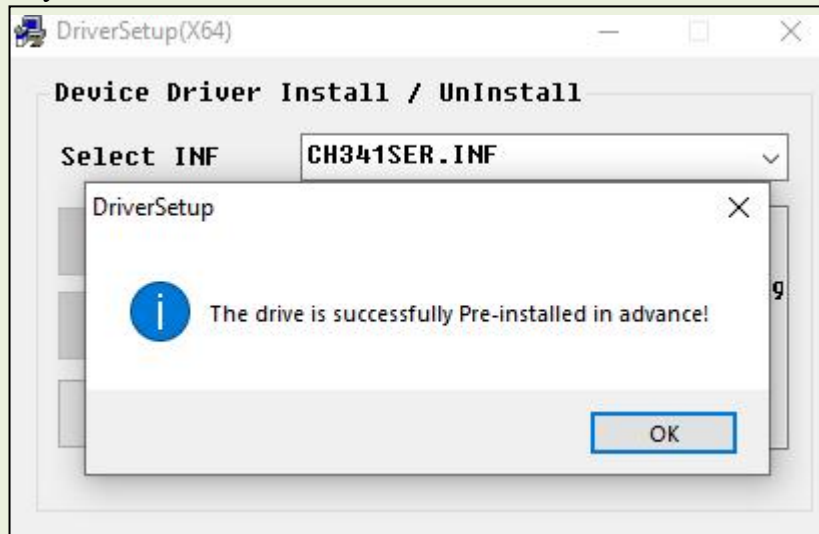 DriverSetup(X64)
Device Driver Install / UnInstall
Select INF
CH341SER.INF
DriverSetup
g
The drive is successfully Pre-installed in advance!
OK